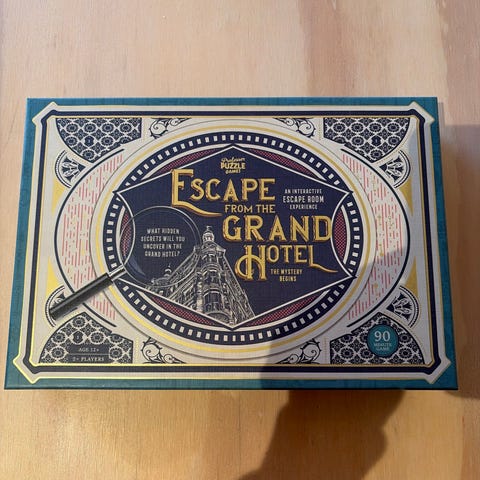 Professor
PUZZLE
GAMES
ESCAPE
FROM THE
GRAND
HOTEL
THE MYSTERY
BEGINS
AN INTERACTIVE
ESCAPE ROOM
EXPERIENCE
WHAT HIDDEN
SECRETS WILL YOU
UNCOVER IN THE
GRAND HOTEL?
AGE 12+
2+ PLAYERS
90
MINUTE
GAME